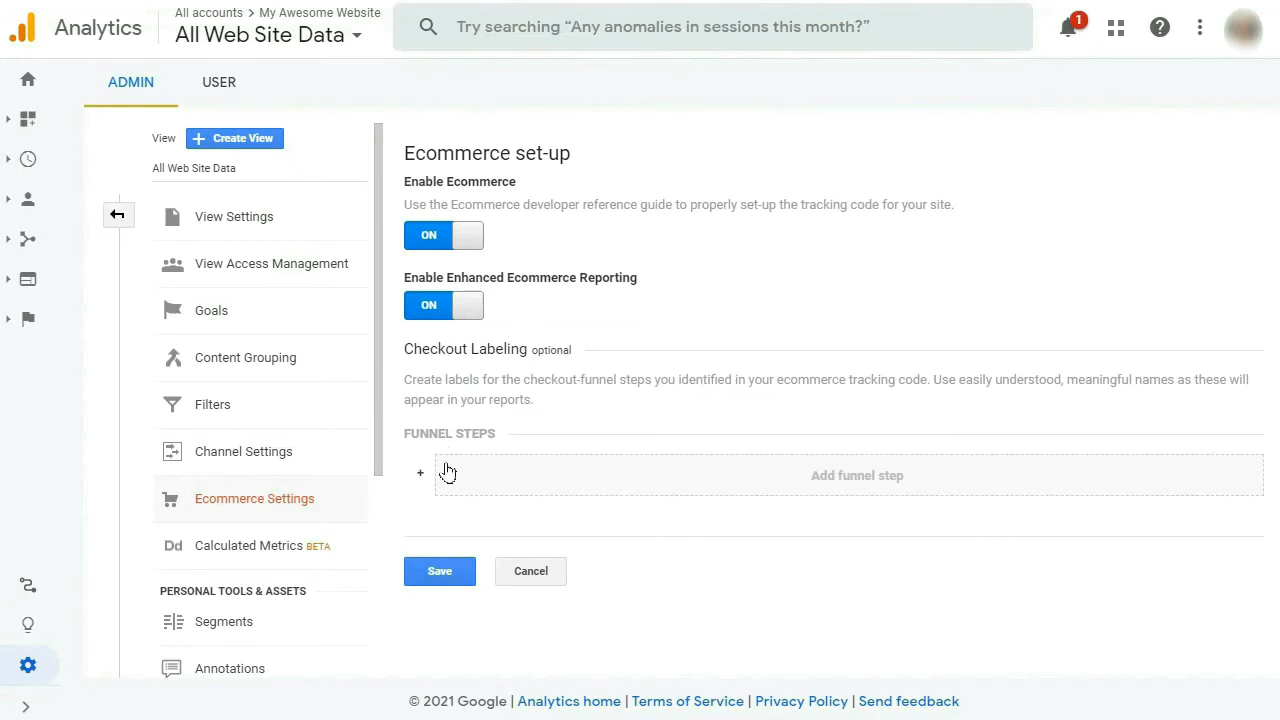 Analytics
All accounts > My Awesome Website
All Web Site Data
Try searching “Any anomalies in sessions this month?”
1
ADMIN
USER
View
+ Create View
All Web Site Data
View Settings
View Access Management
Goals
Content Grouping
Filters
Channel Settings
Ecommerce Settings
Dd Calculated Metrics BETA
PERSONAL TOOLS & ASSETS
Segments
Annotations
Ecommerce set-up
Enable Ecommerce
Use the Ecommerce developer reference guide to properly set-up the tracking code for your site.
ON
Enable Enhanced Ecommerce Reporting
ON
Checkout Labeling optional
Create labels for the checkout-funnel steps you identified in your ecommerce tracking code. Use easily understood, meaningful names as these will
appear in your reports.
FUNNEL STEPS
+ Add funnel step
Save
Cancel
© 2021 Google | Analytics home | Terms of Service | Privacy Policy | Send feedback